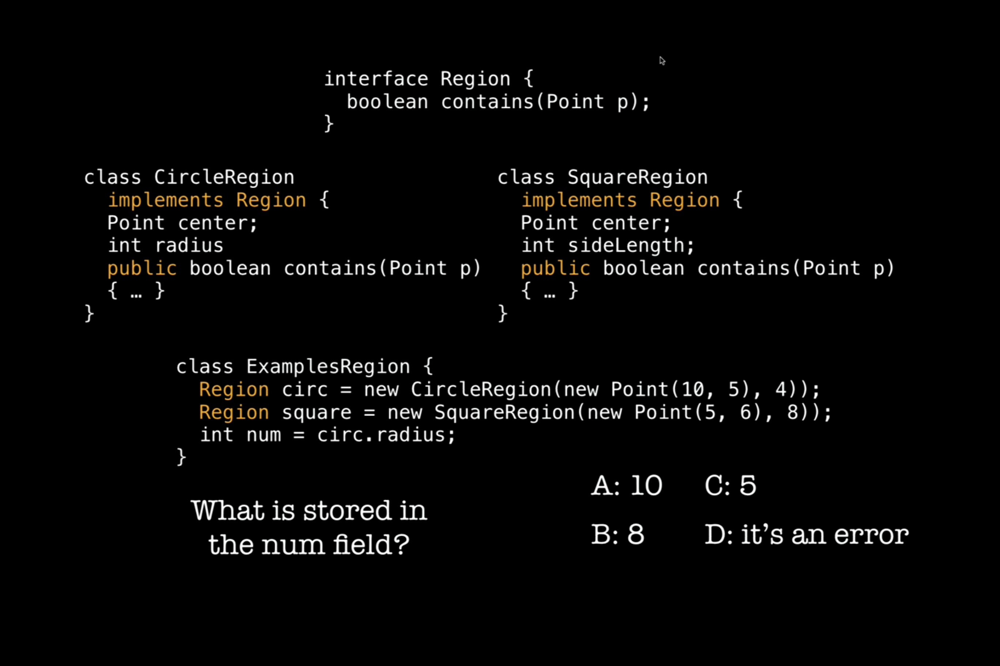 interface Region {
  boolean contains(Point p);
}
class CircleRegion
  implements Region {
  Point center;
  int radius
  public boolean contains(Point p)
  { … }
}
class SquareRegion
  implements Region {
  Point center;
  int sideLength;
  public boolean contains(Point p)
  { … }
}
class ExamplesRegion {
  Region circ = new CircleRegion(new Point(10, 5), 4));
  Region square = new SquareRegion(new Point(5, 6), 8));
  int num = circ.radius;
}
What is stored in
the num field?
A: 10
B: 8
C: 5
D: it’s an error